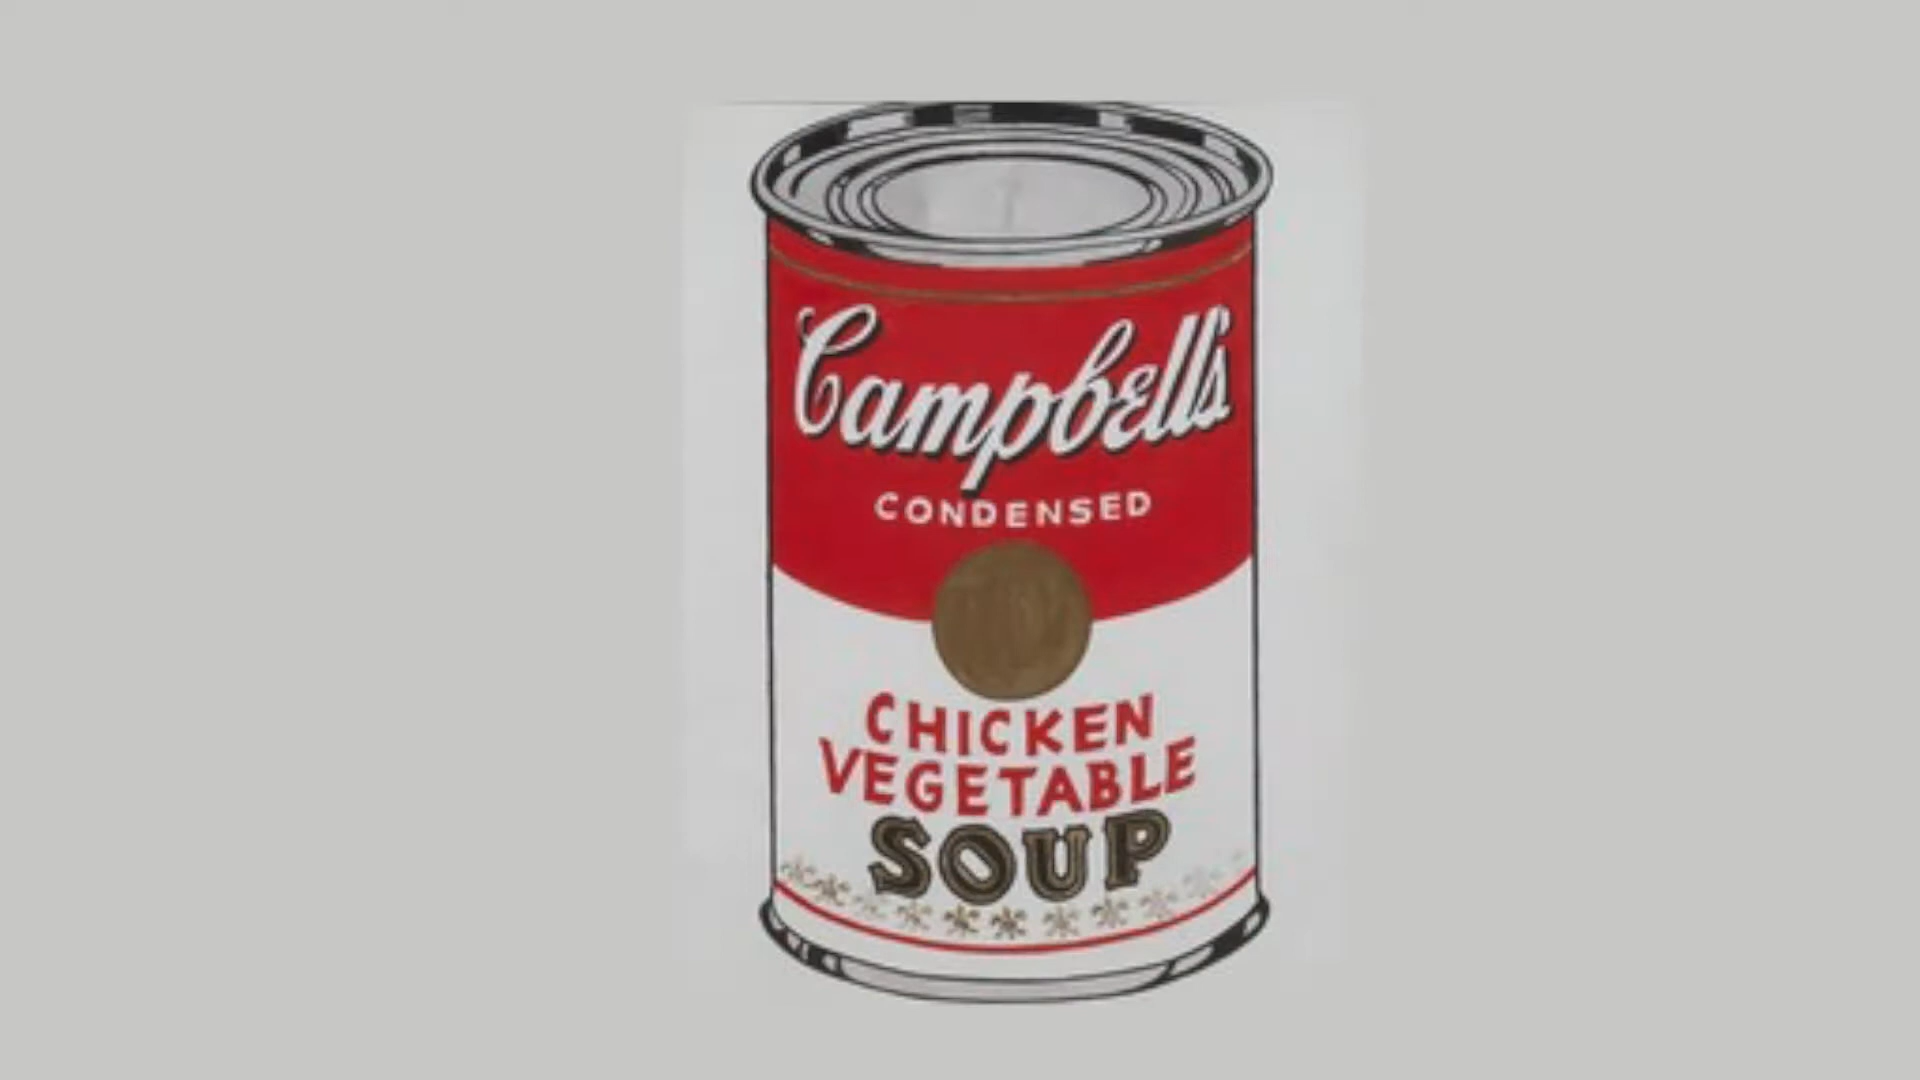 Campbell's
CONDENSED
CHICKEN
VEGETABLE
SOUP